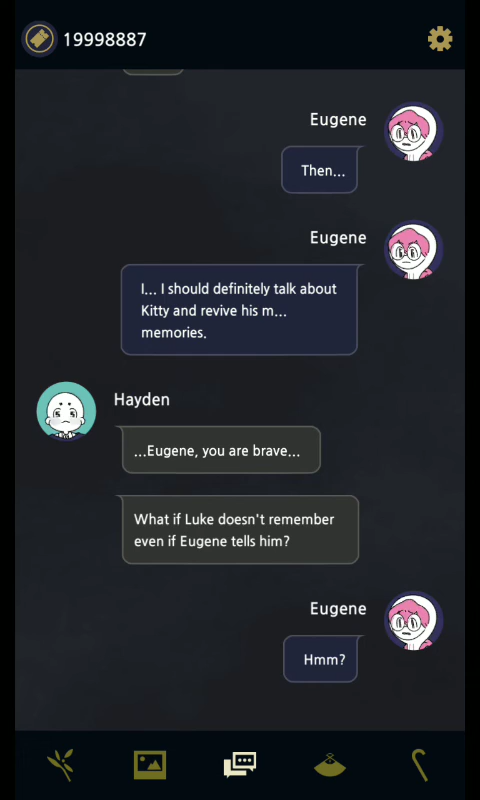 19998887
Eugene
Then...
Eugene
I... I should definitely talk about
Kitty and revive his m...
memories.
Hayden
...Eugene, you are brave...
What if Luke doesn't remember
even if Eugene tells him?
Eugene
Hmm?